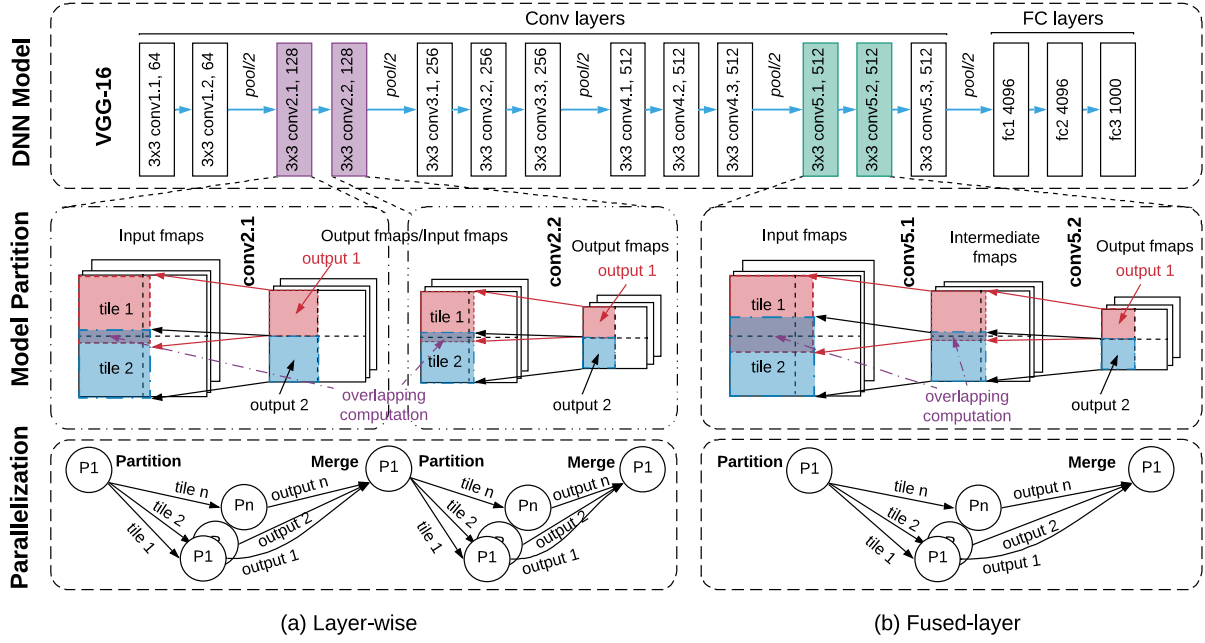 Conv layers
FC layers
DNN Model
VGG-16
3x3 conv1.1, 64
3x3 conv1.2, 64
pool/2
3x3 conv2.1, 128
3x3 conv2.2, 128
pool/2
3x3 conv3.1, 256
3x3 conv3.2, 256
3x3 conv3.3, 256
pool/2
3x3 conv4.1, 512
3x3 conv4.2, 512
3x3 conv4.3, 512
pool/2
3x3 conv5.1, 512
3x3 conv5.2, 512
3x3 conv5.3, 512
pool/2
fc1 4096
fc2 4096
fc3 1000
Model Partition
Input fmaps
conv2.1
Output fmaps/Input fmaps
output 1
tile 1
tile 2
output 2
overlapping
computation
conv2.2
Output fmaps
output 1
tile 1
tile 2
output 2
Input fmaps
conv5.1
Intermediate
fmaps
conv5.2
Output fmaps
output 1
tile 1
tile 2
overlapping
computation
output 2
Parallelization
P1
Partition
Merge
tile n
tile 2
tile 1
Pn
P1
output n
output 2
output 1
P1
Partition
Merge
tile n
tile 2
tile 1
Pn
P1
output n
output 2
output 1
P1
Partition
Merge
P1
tile n
tile 2
tile 1
Pn
P1
output n
output 2
output 1
P1
(a) Layer-wise
(b) Fused-layer